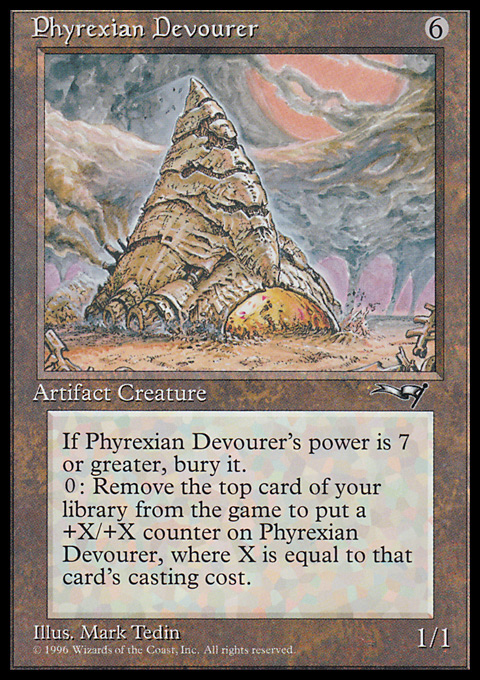 Phyrexian Devourer 6
Artifact Creature
If Phyrexian Devourer's power is 7
or greater, bury it.
0: Remove the top card of your
library from the game to put a
+X/+X counter on Phyrexian
Devourer, where X is equal to that
card's casting cost.
Illus. Mark Tedin
© 1996 Wizards of the Coast, Inc. All rights reserved.
1/1